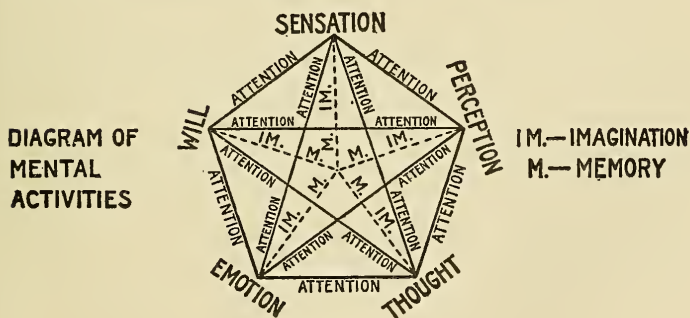 SENSATION
ATTENTION
ATTENTION
ATTENTION
ATTENTION
IM.
PERCEPTION
WILL
ATTENTION
ATTENTION
DIAGRAM OF
MENTAL
ACTIVITIES
IM.
M.
M.
M.
IM.
IM.—IMAGINATION
M.—MEMORY
ATTENTION
ATTENTION
ATTENTION
ATTENTION
M.
M.
ATTENTION
ATTENTION
IM.
IM.
ATTENTION
ATTENTION
EMOTION
ATTENTION
THOUGHT